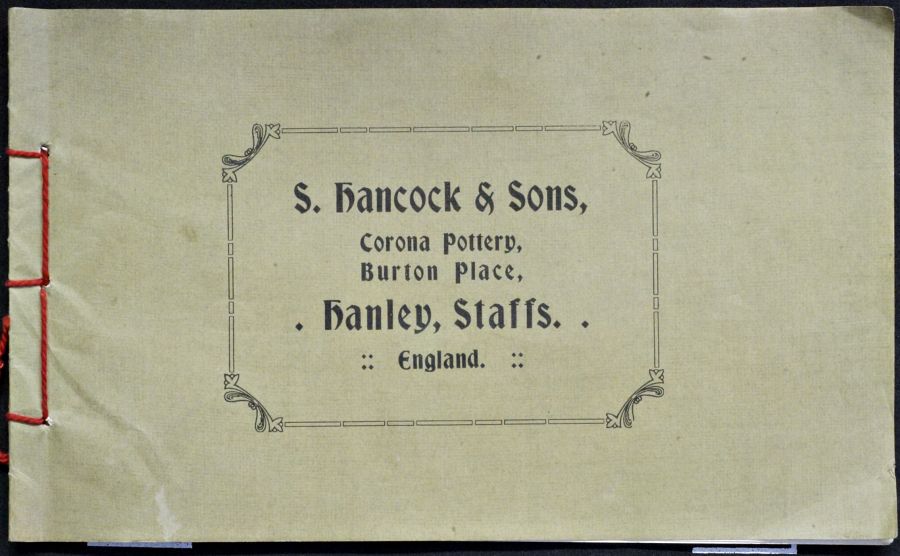 S. Hancock & Sons,
Corona Pottery,
Burton Place,
. Hanley, Staffs. .
:: England. ::